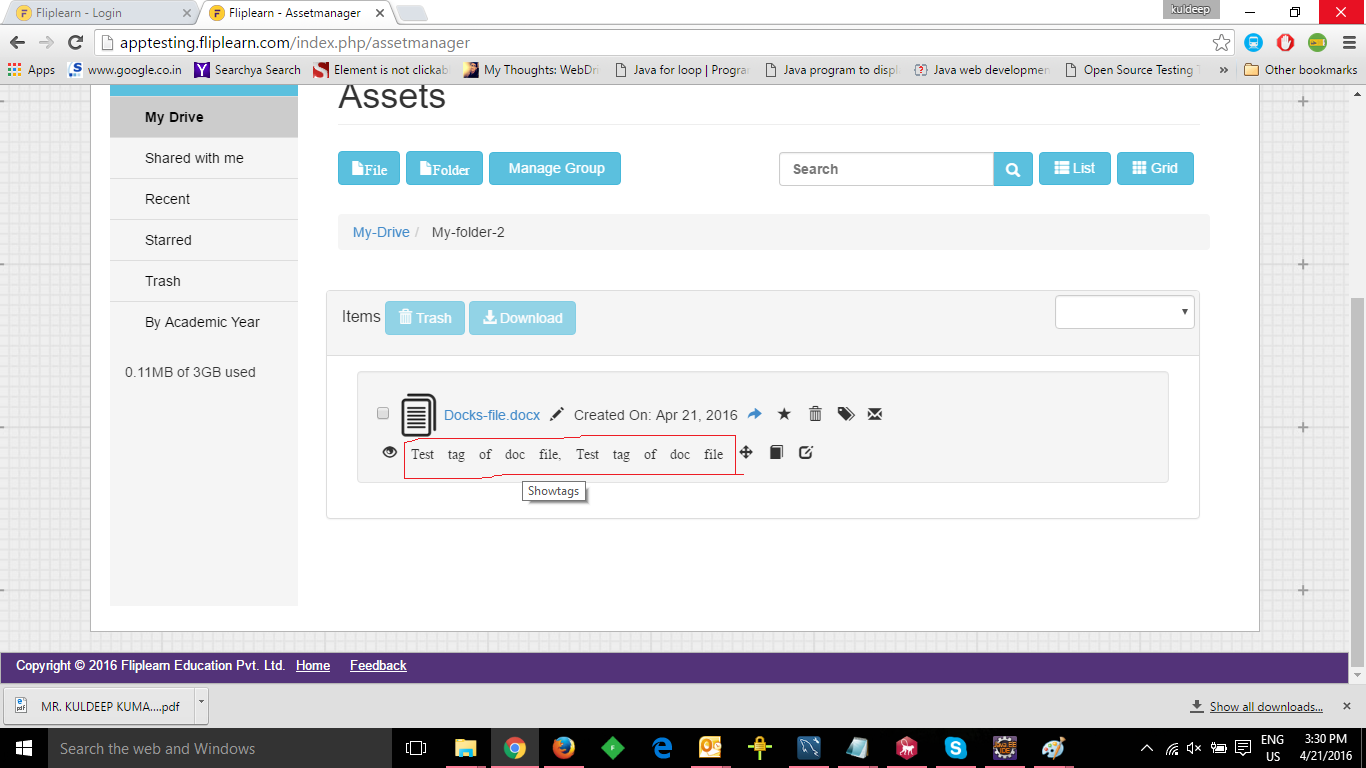 Fliplearn - Login
Fliplearn - Assetmanager
kuldeep
apptesting.fliplearn.com/index.php/assetmanager
Apps www.google.co.in Searchya Search Element is not clickab My Thoughts: WebDri Java for loop | Progra Java program to displ Java web developmen Open Source Testing T » Other bookmarks
Assets
My Drive
Shared with me
Recent
Starred
Trash
By Academic Year
0.11MB of 3GB used
File Folder Manage Group Search List Grid
My-Drive / My-folder-2
Items Trash Download
Docks-file.docx Created On: Apr 21, 2016
Test tag of doc file, Test tag of doc file
Showtags
Copyright © 2016 Fliplearn Education Pvt. Ltd. Home Feedback
MR. KULDEEP KUMA....pdf
Show all downloads...
Search the web and Windows
ENG
US
3:30 PM
4/21/2016